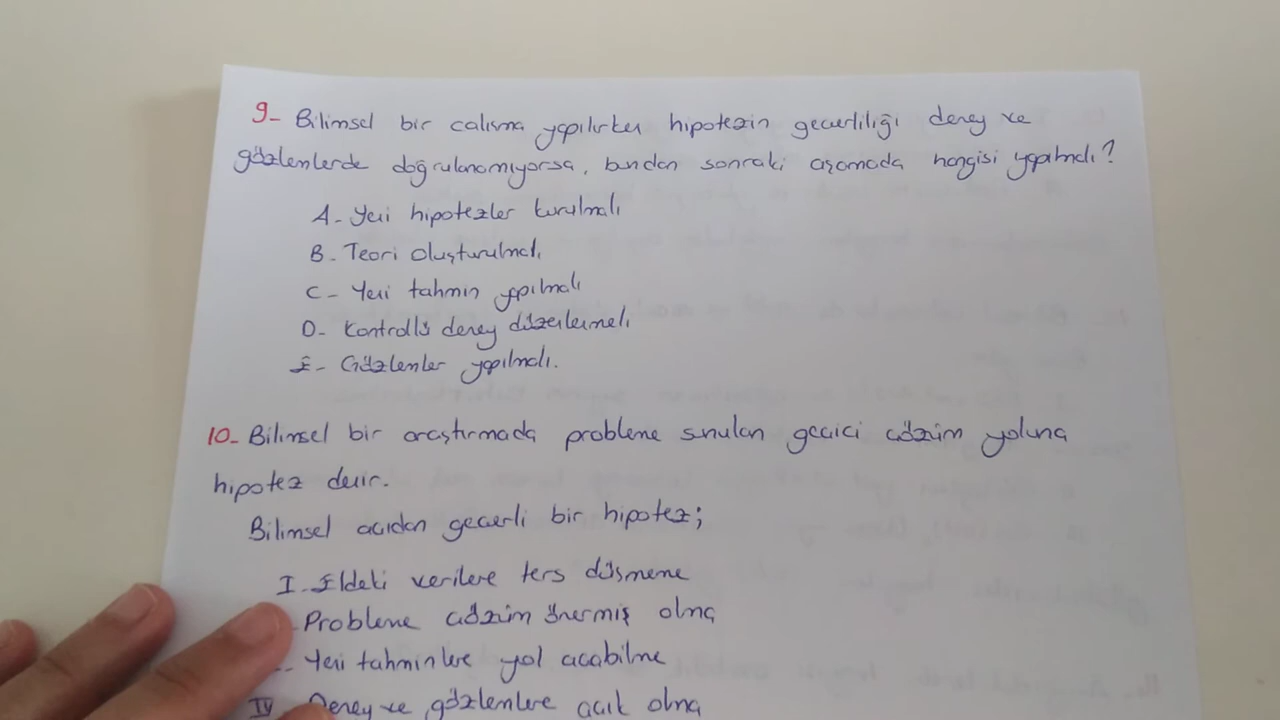 9- Bilimsel bir çalışma yapılırken hipotezin geçerliliği deney ve
gözlemlerde doğrulanamıyorsa, bundan sonraki aşamada hangisi yapılmalı?
A- Yeni hipotezler kurulmalı
B- Teori oluşturulmalı
C- Yeni tahmin yapılmalı
D- Kontrollü deney düzenlenmeli
E- Gözlemler yapılmalı.
10- Bilimsel bir araştırmada probleme sunulan geçici çözüm yoluna
hipotez denir.
Bilimsel açıdan geçerli bir hipotez;
I- Eldeki verilere ters düşmeme
Probleme çözüm önermiş olma
- Yeni tahminlere yol açabilme
IV Deney ve gözlemlere açık olma